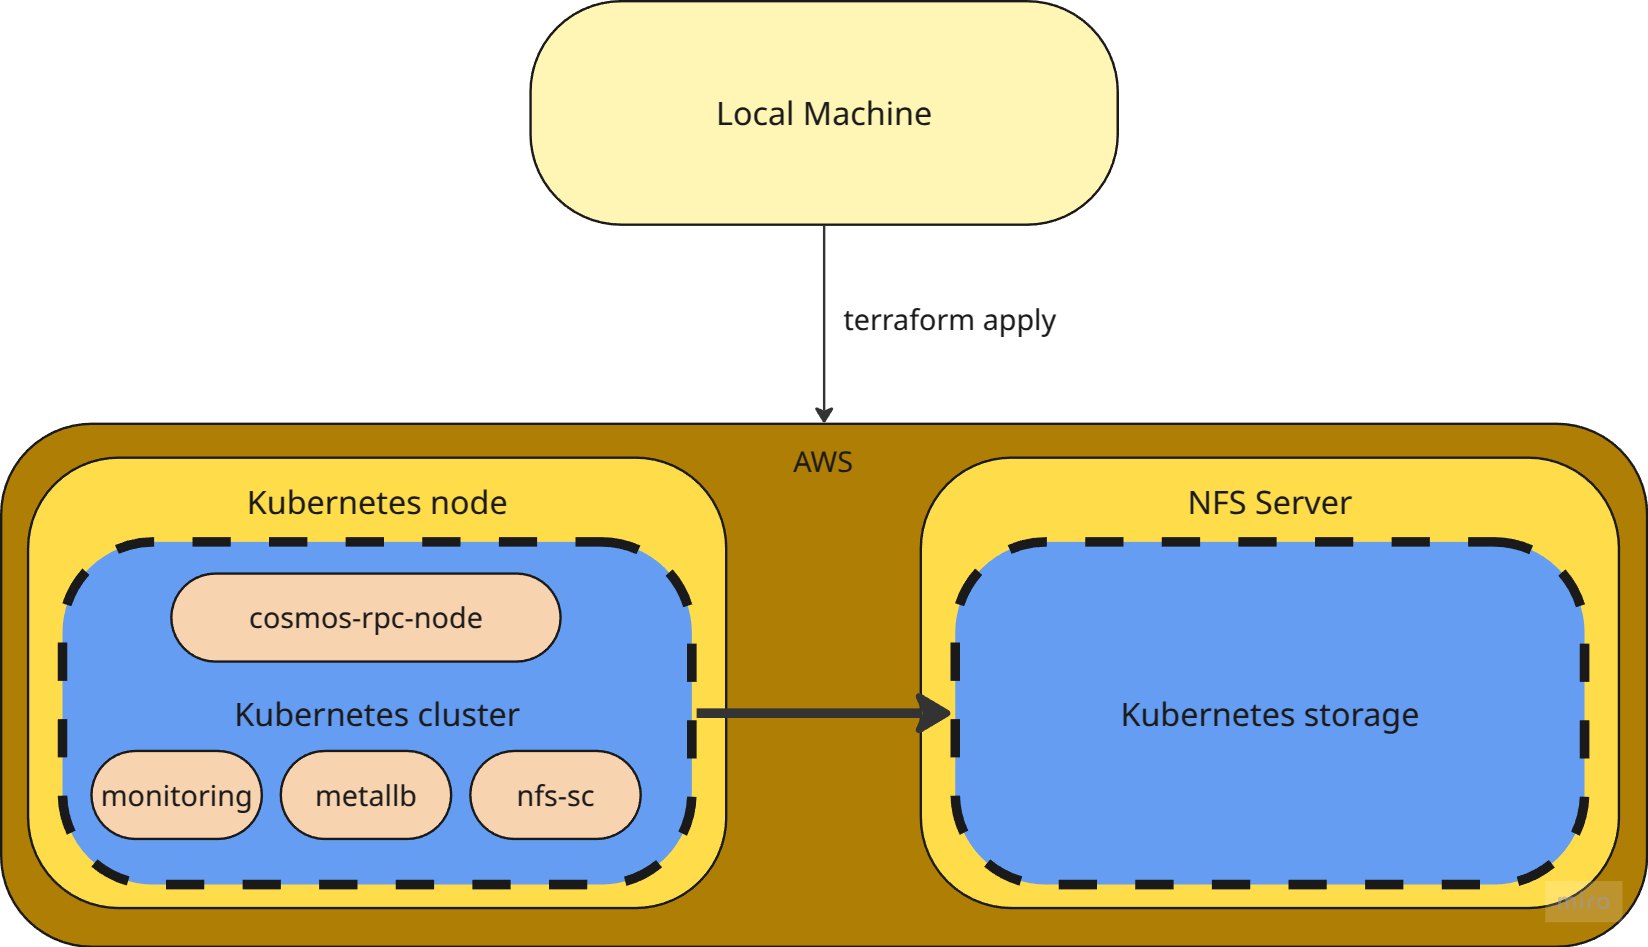 Local Machine
terraform apply
AWS
Kubernetes node
NFS Server
cosmos-rpc-node
Kubernetes cluster
Kubernetes storage
monitoring
metallb
nfs-sc
miro